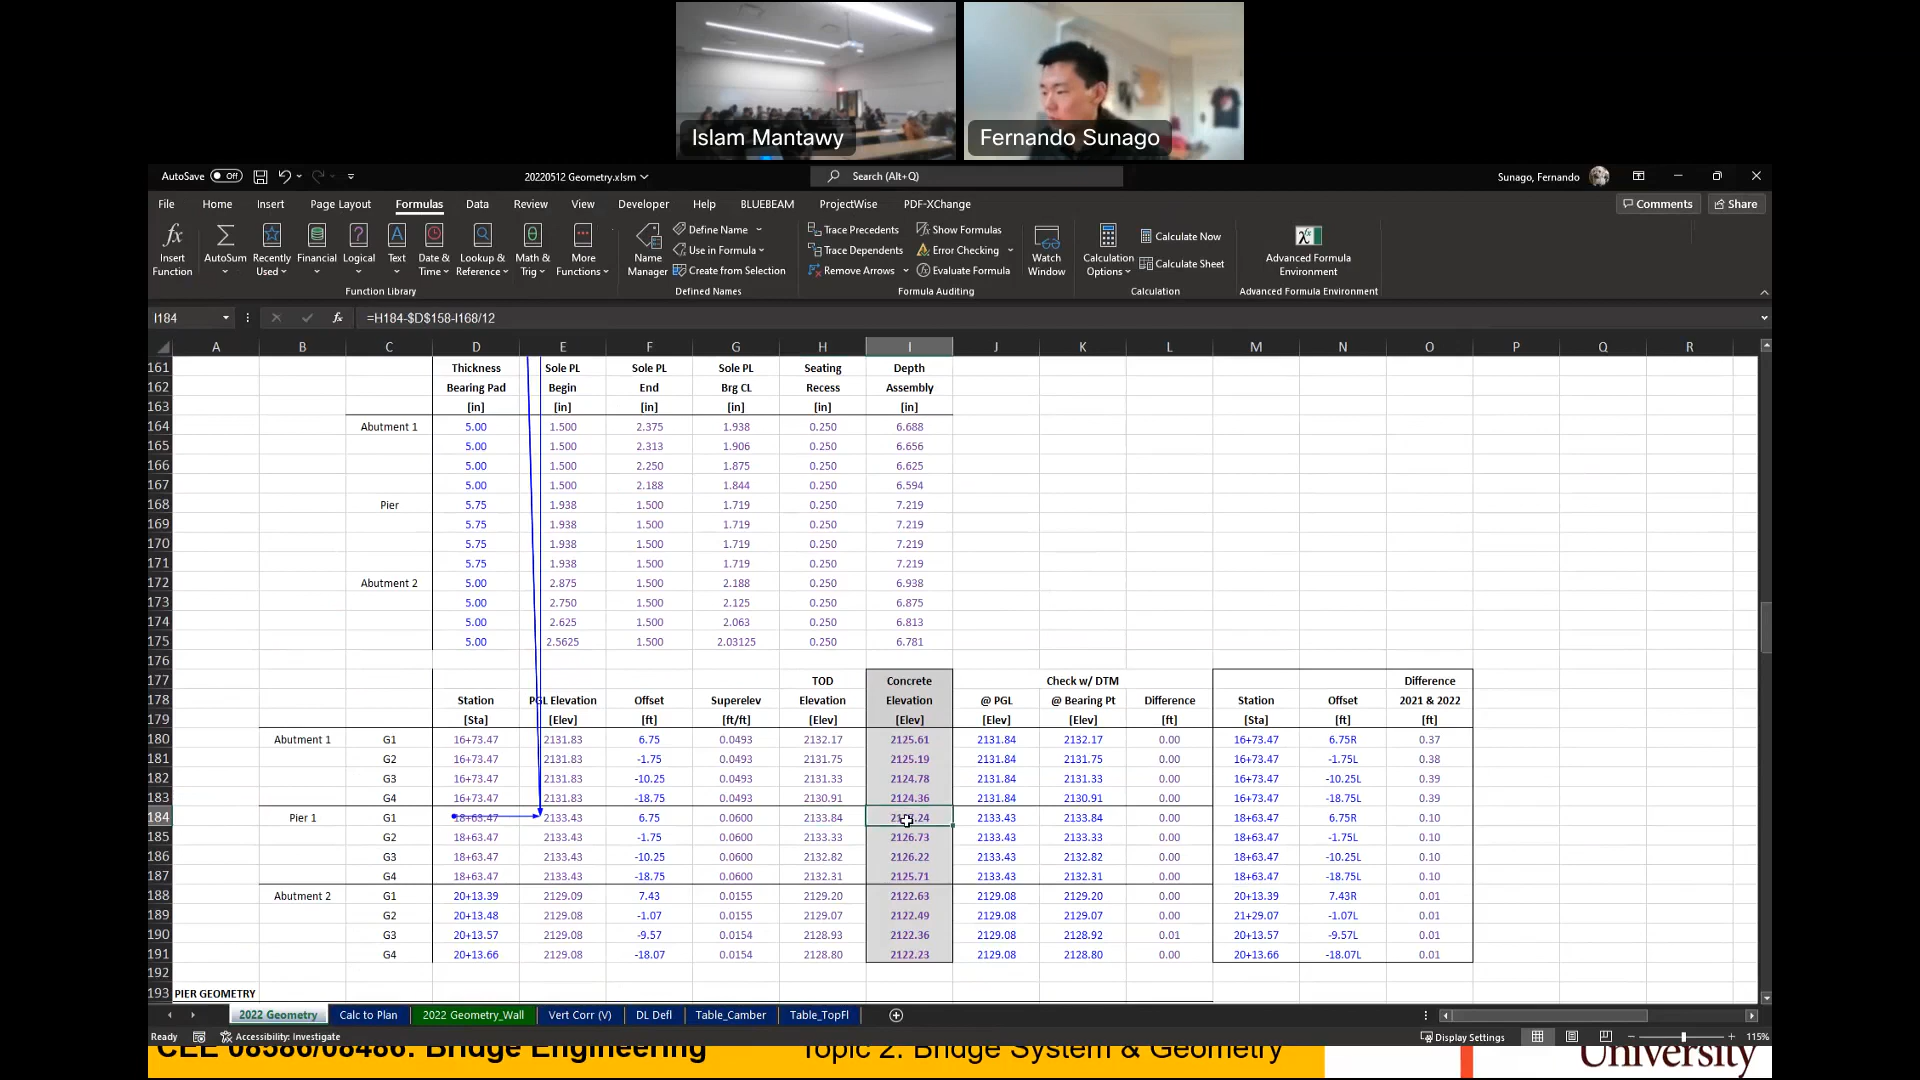 Islam Mantawy
Fernando Sunago
AutoSave Off 20220512 Geometry.xlsm Search (Alt+Q) Sunago, Fernando
File Home Insert Page Layout Formulas Data Review View Developer Help BLUEBEAM ProjectWise PDF-XChange Comments Share
Insert Function AutoSum Recently Used Financial Logical Text Date & Time Lookup & Reference Math & Trig More Functions Name Manager Calculation Options Watch Window
Define Name Trace Precedents Show Formulas Calculate Now Advanced Formula Environment
Use in Formula Trace Dependents Error Checking Calculate Sheet
Create from Selection Remove Arrows Evaluate Formula
Function Library Defined Names Formula Auditing Calculation Advanced Formula Environment
I184 fx =H184-$D$158-I168/12
A B C D E F G H I J K L M N O P Q R
161 Thickness Sole PL Sole PL Sole PL Seating Depth
162 Bearing Pad Begin End Brg CL Recess Assembly
163 [in] [in] [in] [in] [in] [in]
164 Abutment 1 5.00 1.500 2.375 1.938 0.250 6.688
165 5.00 1.500 2.313 1.906 0.250 6.656
166 5.00 1.500 2.250 1.875 0.250 6.625
167 5.00 1.500 2.188 1.844 0.250 6.594
168 Pier 5.75 1.938 1.500 1.719 0.250 7.219
169 5.75 1.938 1.500 1.719 0.250 7.219
170 5.75 1.938 1.500 1.719 0.250 7.219
171 5.75 1.938 1.500 1.719 0.250 7.219
172 Abutment 2 5.00 2.875 1.500 2.188 0.250 6.938
173 5.00 2.750 1.500 2.125 0.250 6.875
174 5.00 2.625 1.500 2.063 0.250 6.813
175 5.00 2.5625 1.500 2.03125 0.250 6.781
176
177 TOD Concrete Check w/ DTM Difference
178 Station PGL Elevation Offset Superelev Elevation Elevation @ PGL @ Bearing Pt Difference Station Offset 2021 & 2022
179 [Sta] [Elev] [ft] [ft/ft] [Elev] [Elev] [Elev] [Elev] [ft] [Sta] [ft] [ft]
180 Abutment 1 G1 16+73.47 2131.83 6.75 0.0493 2132.17 2125.61 2131.84 2132.17 0.00 16+73.47 6.75R 0.37
181 G2 16+73.47 2131.83 -1.75 0.0493 2131.75 2125.19 2131.84 2131.75 0.00 16+73.47 -1.75L 0.38
182 G3 16+73.47 2131.83 -10.25 0.0493 2131.33 2124.78 2131.84 2131.33 0.00 16+73.47 -10.25L 0.39
183 G4 16+73.47 2131.83 -18.75 0.0493 2130.91 2124.36 2131.84 2130.91 0.00 16+73.47 -18.75L 0.39
184 Pier 1 G1 18+63.47 2133.43 6.75 0.0600 2133.84 2133.43 2133.84 0.00 18+63.47 6.75R 0.10
185 G2 18+63.47 2133.43 -1.75 0.0600 2133.33 2126.73 2133.43 2133.33 0.00 18+63.47 -1.75L 0.10
186 G3 18+63.47 2133.43 -10.25 0.0600 2132.82 2126.22 2133.43 2132.82 0.00 18+63.47 -10.25L 0.10
187 G4 18+63.47 2133.43 -18.75 0.0600 2132.31 2125.71 2133.43 2132.31 0.00 18+63.47 -18.75L 0.10
188 Abutment 2 G1 20+13.39 2129.09 7.43 0.0155 2129.20 2122.63 2129.08 2129.20 0.00 20+13.39 7.43R 0.01
189 G2 20+13.48 2129.08 -1.07 0.0155 2129.07 2122.49 2129.08 2129.07 0.00 21+29.07 -1.07L 0.01
190 G3 20+13.57 2129.08 -9.57 0.0154 2128.93 2122.36 2129.08 2128.92 0.01 20+13.57 -9.57L 0.01
191 G4 20+13.66 2129.08 -18.07 0.0154 2128.80 2122.23 2129.08 2128.80 0.00 20+13.66 -18.07L 0.01
192
193 PIER GEOMETRY
2022 Geometry Calc to Plan 2022 Geometry_Wall Vert Corr (V) DL Defl Table_Camber Table_TopFl
Ready Accessibility: Investigate Display Settings 115%
CEE 08586/08486: Bridge Engineering Topic 2: Bridge System & Geometry University